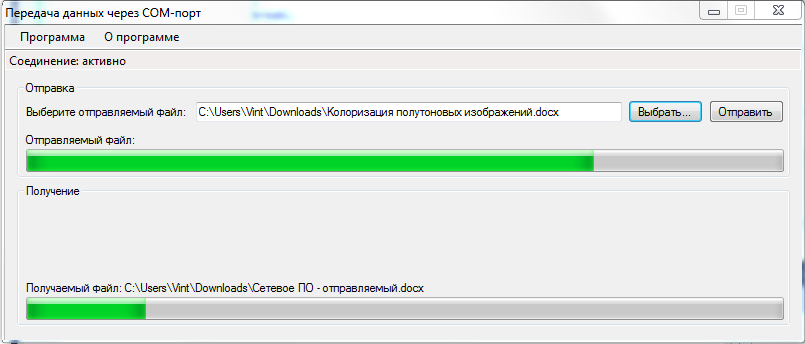 Передача данных через COM-порт
Программа О программе
Соединение: активно
Отправка
Выберите отправляемый файл: C:\Users\Vint\Downloads\Колоризация полутоновых изображений.docx Выбрать... Отправить
Отправляемый файл:
Получение
Получаемый файл: C:\Users\Vint\Downloads\Сетевое ПО - отправляемый.docx